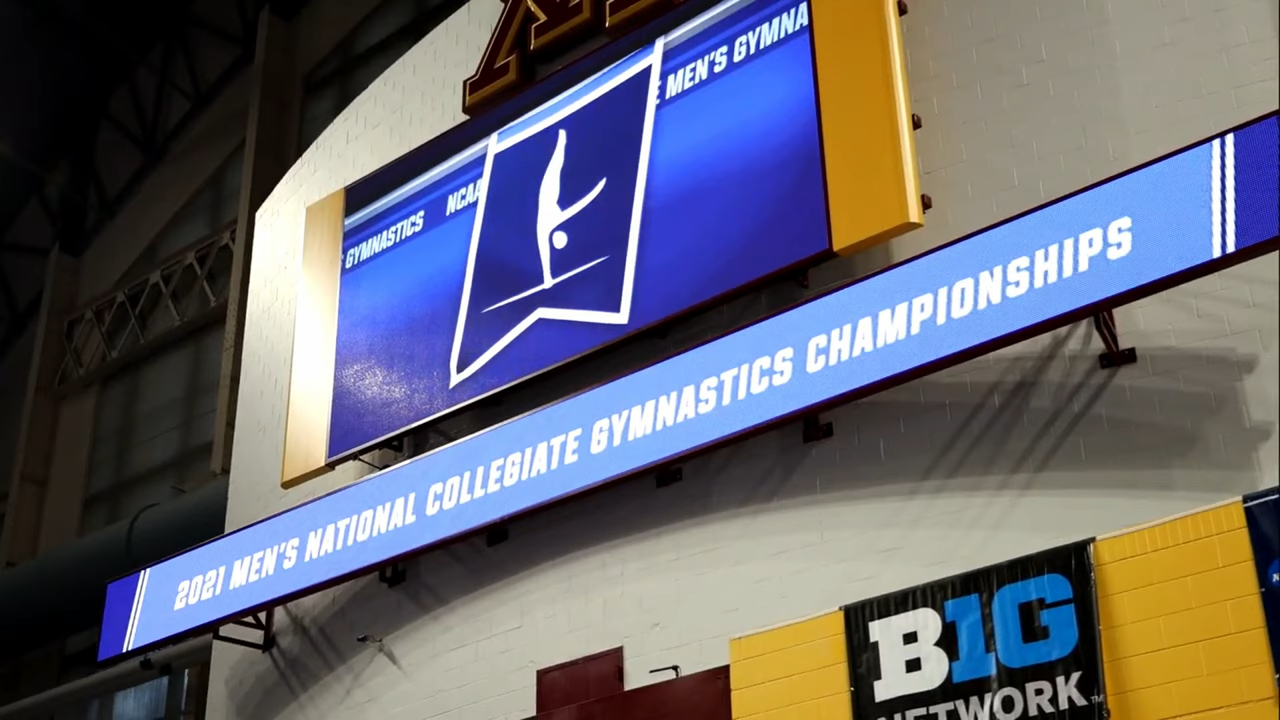 MEN'S GYMNA
GYMNASTICS NCAA
2021 MEN'S NATIONAL COLLEGIATE GYMNASTICS CHAMPIONSHIPS
B1G
NETWORK